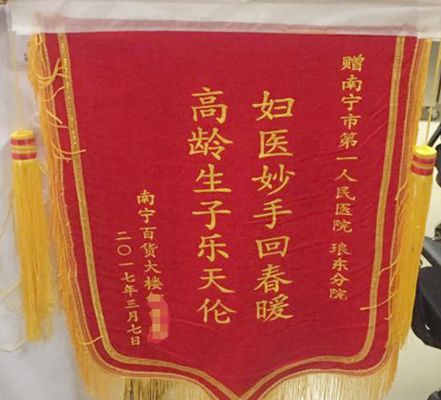 赠南宁市第一人民医院 琅东分院
妇医妙手回春暖
高龄生子乐天伦
南宁百货大楼
二〇一七年三月七日